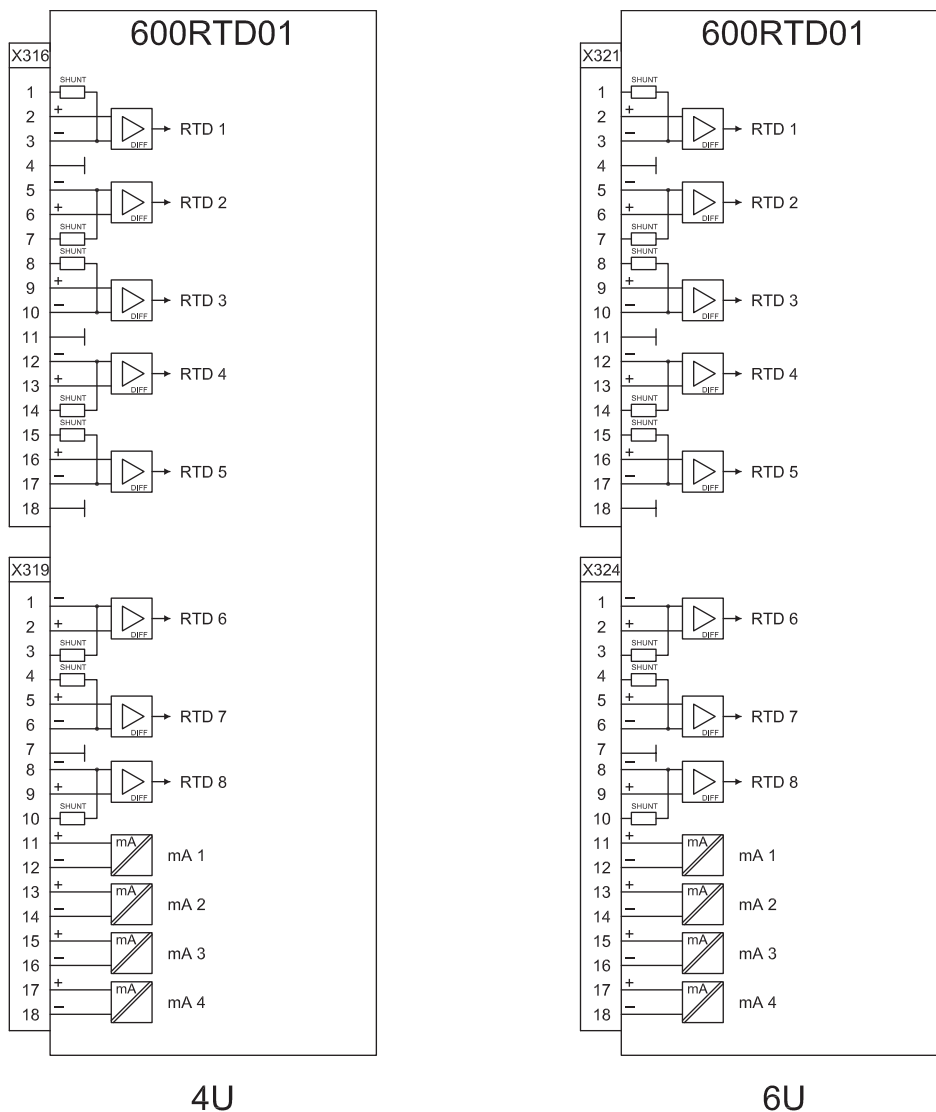 600RTD01
X316
SHUNT
1
2 +
RTD 1
3 −
DIFF
4
5 −
RTD 2
6 +
DIFF
SHUNT
7
SHUNT
8
9 +
RTD 3
10 −
DIFF
11
12 −
RTD 4
13 +
DIFF
SHUNT
14
SHUNT
15
16 +
RTD 5
17 −
DIFF
18
X319
1 −
RTD 6
2 +
DIFF
SHUNT
3
SHUNT
4
5 +
RTD 7
6 −
DIFF
7
8 −
RTD 8
9 +
DIFF
SHUNT
10
11 + mA
mA 1
12 −
13 + mA
mA 2
14 −
15 + mA
mA 3
16 −
17 + mA
mA 4
18 −
4U
600RTD01
X321
SHUNT
1
2 +
RTD 1
3 −
DIFF
4
5 −
RTD 2
6 +
DIFF
SHUNT
7
SHUNT
8
9 +
RTD 3
10 −
DIFF
11
12 −
RTD 4
13 +
DIFF
SHUNT
14
SHUNT
15
16 +
RTD 5
17 −
DIFF
18
X324
1 −
RTD 6
2 +
DIFF
SHUNT
3
SHUNT
4
5 +
RTD 7
6 −
DIFF
7
8 −
RTD 8
9 +
DIFF
SHUNT
10
11 + mA
mA 1
12 −
13 + mA
mA 2
14 −
15 + mA
mA 3
16 −
17 + mA
mA 4
18 −
6U